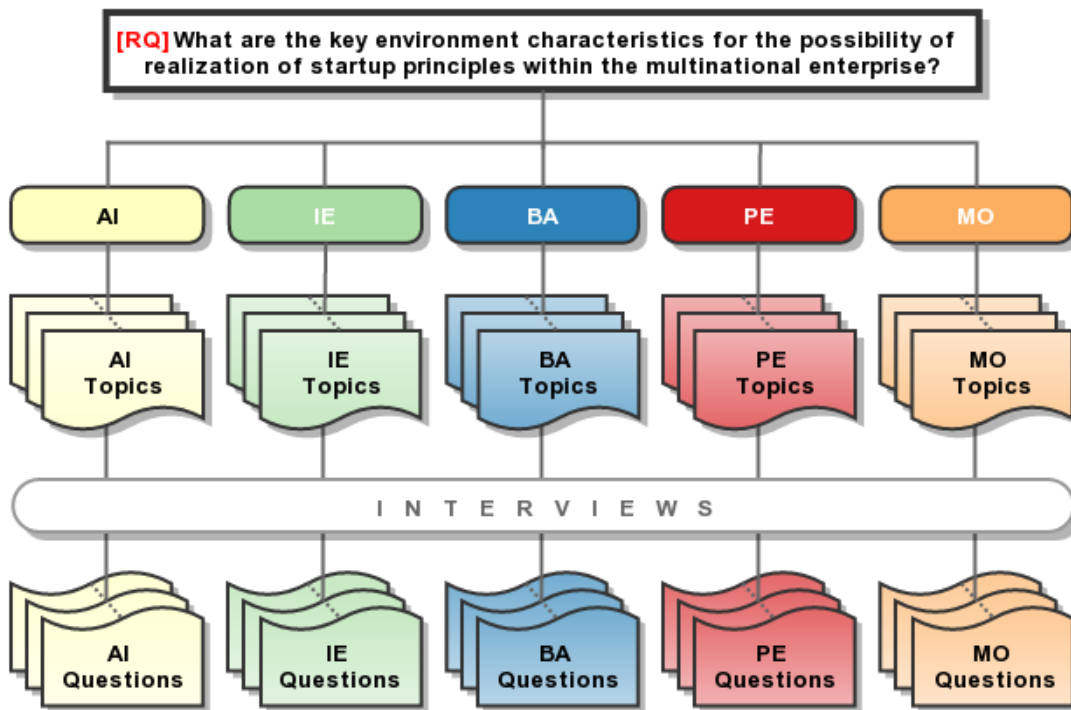 [RQ] What are the key environment characteristics for the possibility of
realization of startup principles within the multinational enterprise?
AI
IE
BA
PE
MO
AI
Topics
IE
Topics
BA
Topics
PE
Topics
MO
Topics
INTERVIEWS
AI
Questions
IE
Questions
BA
Questions
PE
Questions
MO
Questions